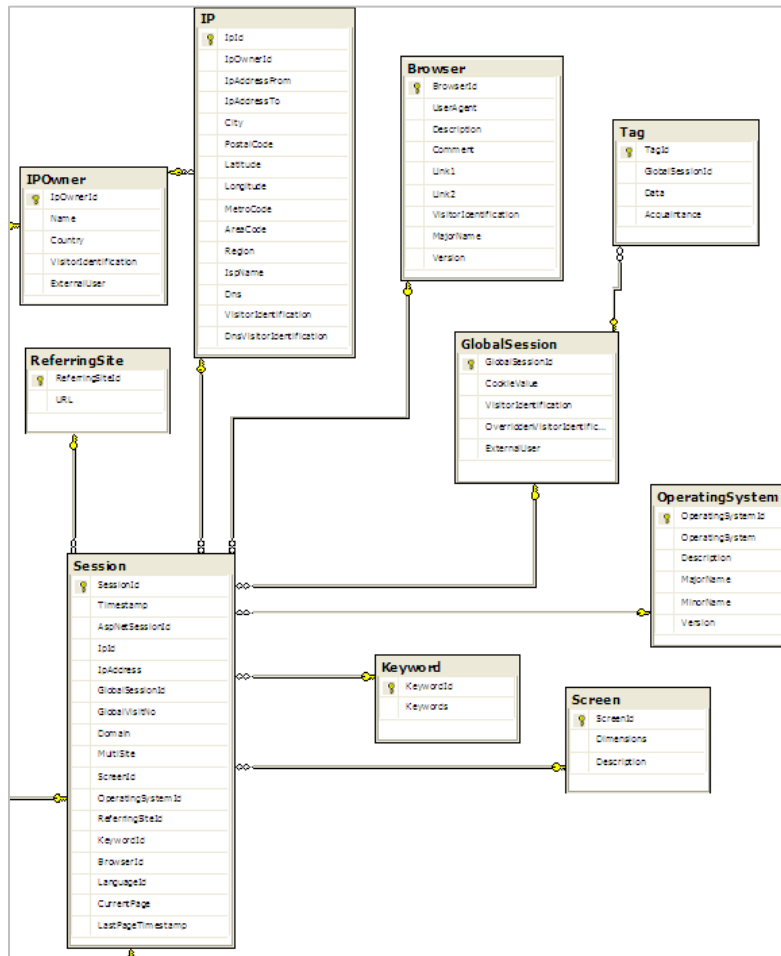 IP
IpId
IpOwnerId
IpAddressFrom
IpAddressTo
City
PostalCode
Latitude
Longitude
MetroCode
AreaCode
Region
IspName
Dns
VisitorIdentification
DnsVisitorIdentification
Browser
BrowserId
UserAgent
Description
Comment
Link1
Link2
VisitorIdentification
MajorName
Version
Tag
TagId
GlobalSessionId
Data
Acquaintance
IPOwner
IpOwnerId
Name
Country
VisitorIdentification
ExternalUser
ReferringSite
ReferringSiteId
URL
GlobalSession
GlobalSessionId
CookieValue
VisitorIdentification
OverriddenVisitorIdentific...
ExternalUser
OperatingSystem
OperatingSystemId
OperatingSystem
Description
MajorName
MinorName
Version
Session
SessionId
Timestamp
AspNetSessionId
IpId
IpAddress
GlobalSessionId
GlobalVisitNo
Domain
MultiSite
ScreenId
OperatingSystemId
ReferringSiteId
KeywordId
BrowserId
LanguageId
CurrentPage
LastPageTimestamp
Keyword
KeywordId
Keywords
Screen
ScreenId
Dimensions
Description